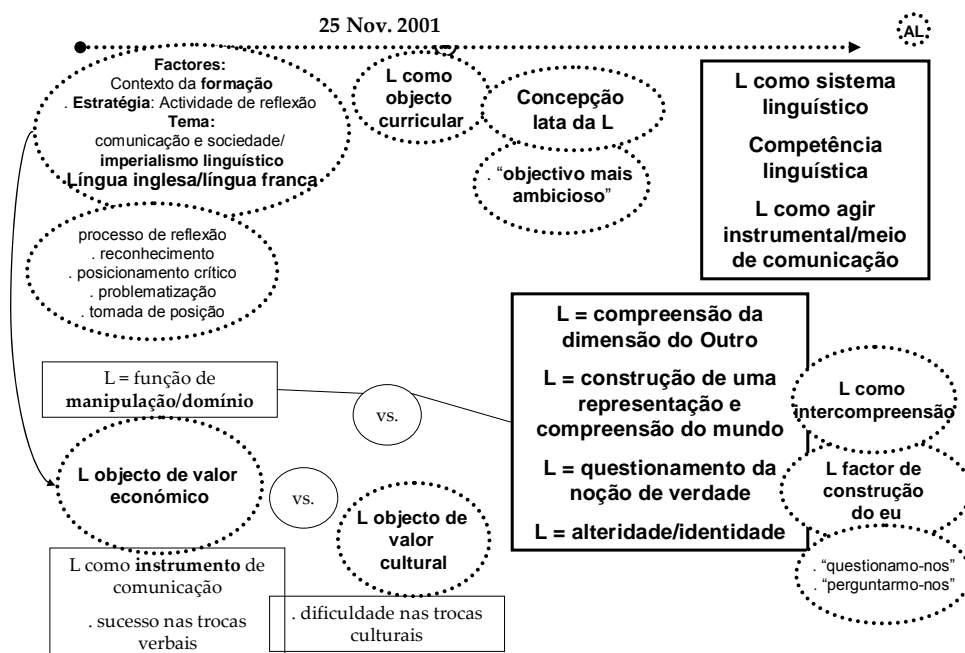 25 Nov. 2001
AL
Factores:
Contexto da formação
. Estratégia: Actividade de reflexão
Tema:
comunicação e sociedade/
imperialismo linguístico
Língua inglesa/língua franca
L como
objecto
curricular
Concepção
lata da L
. “objectivo mais
ambicioso”
L como sistema
linguístico
Competência
linguística
L como agir
instrumental/meio
de comunicação
processo de reflexão
. reconhecimento
. posicionamento crítico
. problematização
. tomada de posição
L = função de
manipulação/domínio
vs.
L = compreensão da
dimensão do Outro
L = construção de uma
representação e
compreensão do mundo
L = questionamento da
noção de verdade
L = alteridade/identidade
L como
intercompreensão
L factor de
construção
do eu
. “questionamo-nos”
. “perguntarmo-nos”
L objecto de valor
económico
vs.
L objecto de
valor
cultural
L como instrumento de
comunicação
. sucesso nas trocas
verbais
. dificuldade nas trocas
culturais